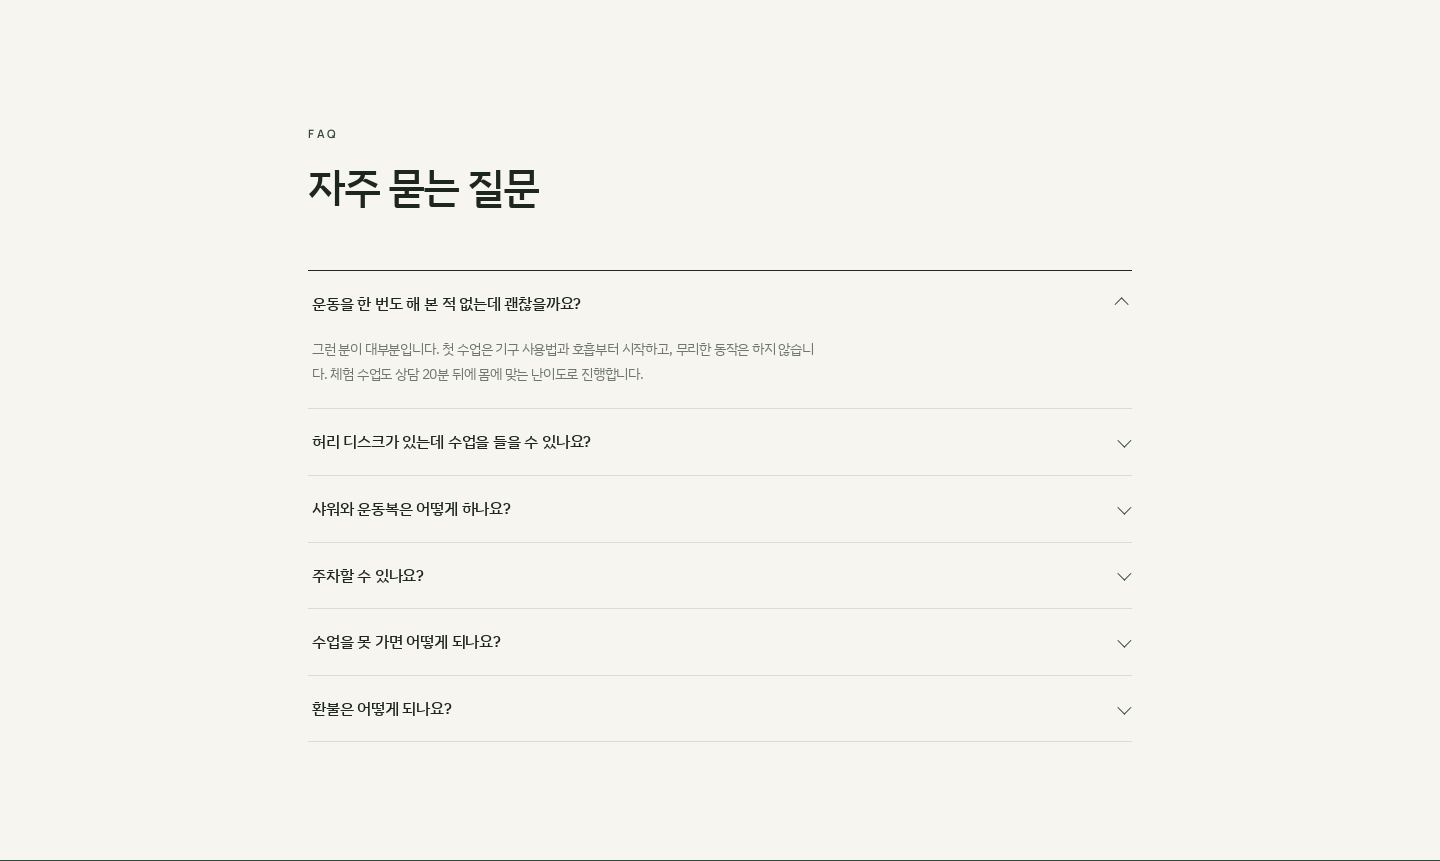 FAQ
자주 묻는 질문
운동을 한 번도 해 본 적 없는데 괜찮을까요?
그런 분이 대부분입니다. 첫 수업은 기구 사용법과 호흡부터 시작하고, 무리한 동작은 하지 않습니
다. 체험 수업도 상담 20분 뒤에 몸에 맞는 난이도로 진행합니다.
허리 디스크가 있는데 수업을 들을 수 있나요?
샤워와 운동복은 어떻게 하나요?
주차할 수 있나요?
수업을 못 가면 어떻게 되나요?
환불은 어떻게 되나요?